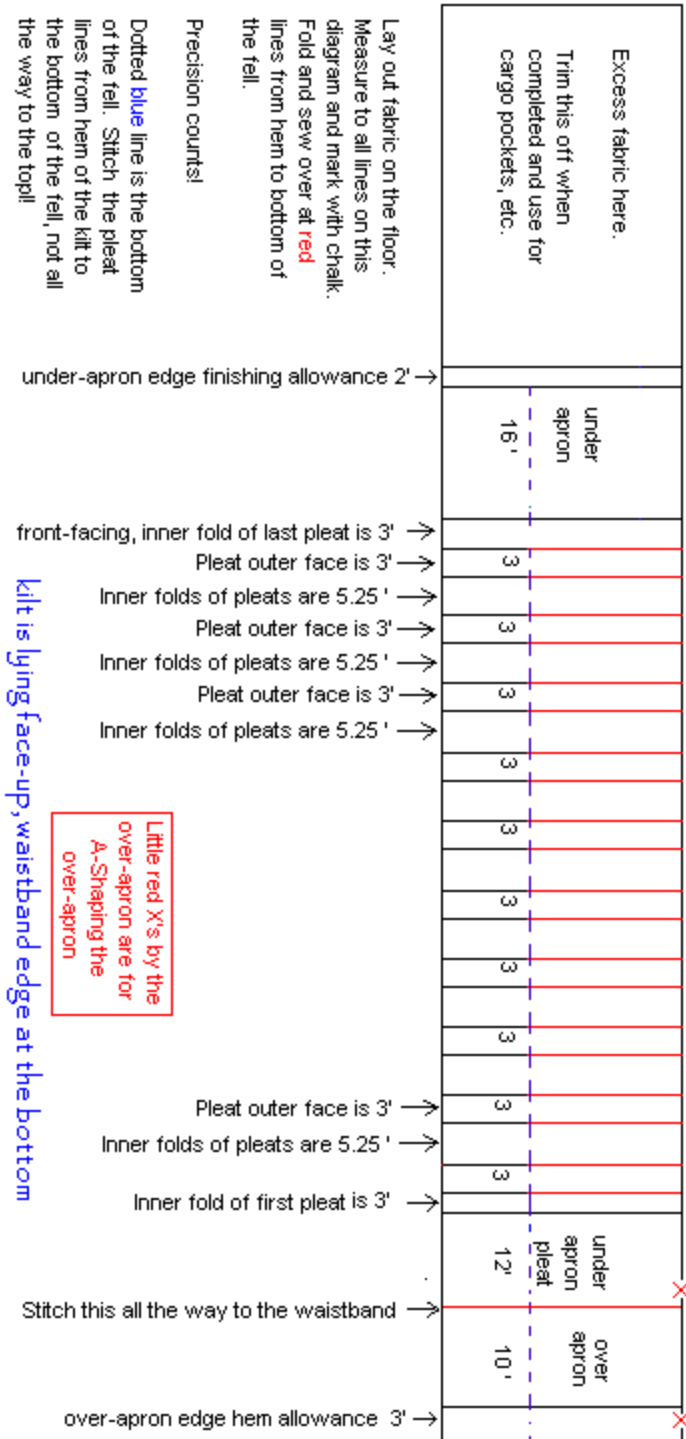 Excess fabric here.
Trim this off when
completed and use for
cargo pockets, etc.
Lay out fabric on the floor.
Measure to all lines on this
diagram and mark with chalk.
Fold and sew over at red
lines from hem to bottom of
the fell.
Precision counts!
Dotted blue line is the bottom
of the fell. Stitch the pleat
lines from hem of the kilt to
the bottom of the fell, not all
the way to the top!!
under-apron edge finishing allowance 2'
under
apron
16 '
front-facing, inner fold of last pleat is 3'
Pleat outer face is 3'
3
Inner folds of pleats are 5.25 '
Pleat outer face is 3'
3
Inner folds of pleats are 5.25 '
Pleat outer face is 3'
3
Inner folds of pleats are 5.25 '
3
3
3
3
3
Pleat outer face is 3'
3
Inner folds of pleats are 5.25 '
3
Inner fold of first pleat is 3'
under
apron
pleat
12'
Stitch this all the way to the waistband
over
apron
10 '
over-apron edge hem allowance 3'
X
X
Little red X's by the
over-apron are for
A-Shaping the
over-apron
kilt is lying face-up, waistband edge at the bottom